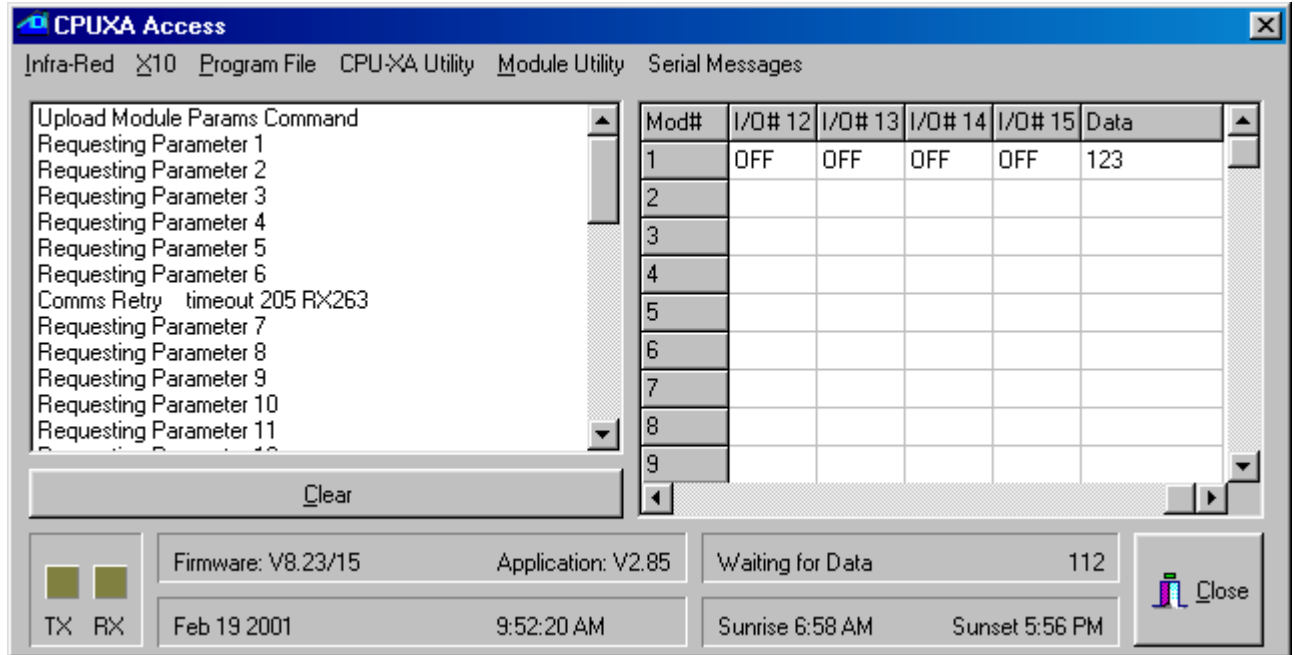 CPUXA Access
Infra-Red X10 Program File CPU-XA Utility Module Utility Serial Messages
Upload Module Params Command
Requesting Parameter 1
Requesting Parameter 2
Requesting Parameter 3
Requesting Parameter 4
Requesting Parameter 5
Requesting Parameter 6
Comms Retry timeout 205 RX263
Requesting Parameter 7
Requesting Parameter 8
Requesting Parameter 9
Requesting Parameter 10
Requesting Parameter 11
Clear
Mod# I/O# 12 I/O# 13 I/O# 14 I/O# 15 Data
1 OFF OFF OFF OFF 123
2
3
4
5
6
7
8
9
TX RX
Firmware: V8.23/15 Application: V2.85
Feb 19 2001 9:52:20 AM
Waiting for Data 112
Sunrise 6:58 AM Sunset 5:56 PM
Close